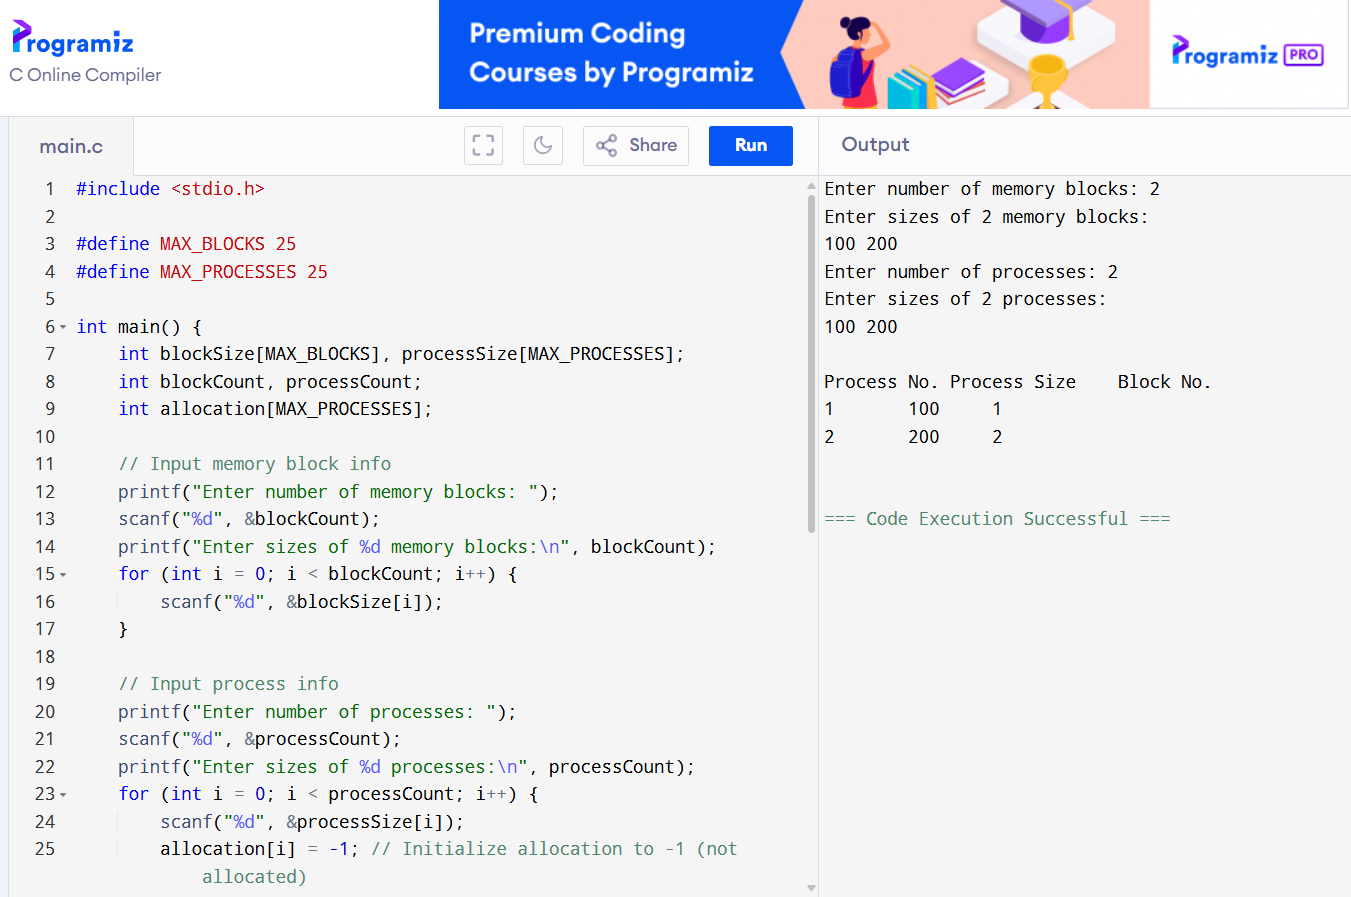 Programiz
C Online Compiler
Premium Coding
Courses by Programiz
Programiz PRO
main.c
Share
Run
Output
1 #include <stdio.h>
2
3 #define MAX_BLOCKS 25
4 #define MAX_PROCESSES 25
5
6 int main() {
7     int blockSize[MAX_BLOCKS], processSize[MAX_PROCESSES];
8     int blockCount, processCount;
9     int allocation[MAX_PROCESSES];
10
11     // Input memory block info
12     printf("Enter number of memory blocks: ");
13     scanf("%d", &blockCount);
14     printf("Enter sizes of %d memory blocks:\n", blockCount);
15     for (int i = 0; i < blockCount; i++) {
16         scanf("%d", &blockSize[i]);
17     }
18
19     // Input process info
20     printf("Enter number of processes: ");
21     scanf("%d", &processCount);
22     printf("Enter sizes of %d processes:\n", processCount);
23     for (int i = 0; i < processCount; i++) {
24         scanf("%d", &processSize[i]);
25         allocation[i] = -1; // Initialize allocation to -1 (not
            allocated)
Enter number of memory blocks: 2
Enter sizes of 2 memory blocks:
100 200
Enter number of processes: 2
Enter sizes of 2 processes:
100 200

Process No. Process Size    Block No.
1       100     1
2       200     2

=== Code Execution Successful ===